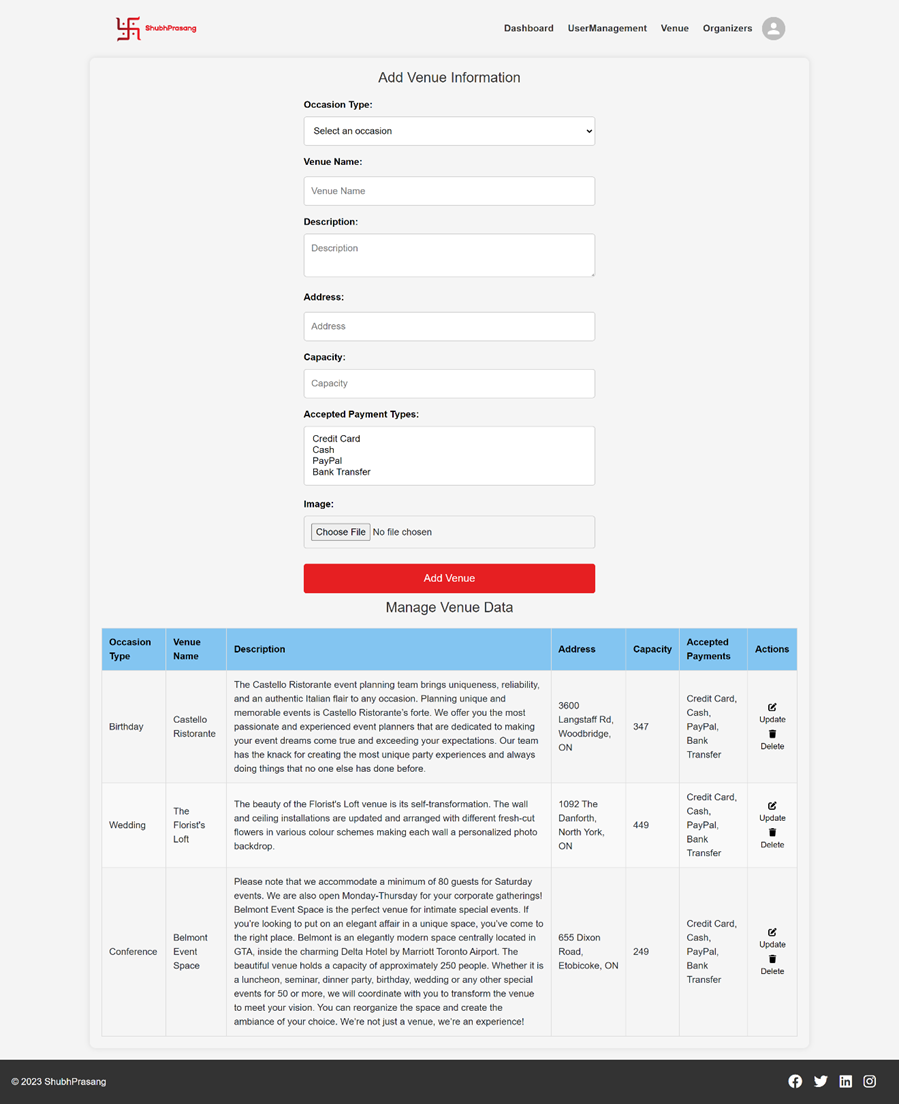 ShubhPrasang
Dashboard UserManagement Venue Organizers
Add Venue Information
Occasion Type:
Select an occasion
Venue Name:
Venue Name
Description:
Description
Address:
Address
Capacity:
Capacity
Accepted Payment Types:
Credit Card
Cash
PayPal
Bank Transfer
Image:
Choose File No file chosen
Add Venue
Manage Venue Data
Occasion
Type
Venue
Name
Description
Address
Capacity
Accepted
Payments
Actions
Birthday
Castello
Ristorante
The Castello Ristorante event planning team brings uniqueness, reliability,
and an authentic Italian flair to any occasion. Planning unique and
memorable events is Castello Ristorante's forte. We offer you the most
passionate and experienced event planners that are dedicated to making
your event dreams come true and exceeding your expectations. Our team
has the knack for creating the most unique party experiences and always
doing things that no one else has done before.
3600
Langstaff Rd,
Woodbridge,
ON
347
Credit Card,
Cash,
PayPal,
Bank
Transfer
Update
Delete
Wedding
The
Florist's
Loft
The beauty of the Florist's Loft venue is its self-transformation. The wall
and ceiling installations are updated and arranged with different fresh-cut
flowers in various colour schemes making each wall a personalized photo
backdrop.
1092 The
Danforth,
North York,
ON
449
Credit Card,
Cash,
PayPal,
Bank
Transfer
Update
Delete
Conference
Belmont
Event
Space
Please note that we accommodate a minimum of 80 guests for Saturday
events. We are also open Monday-Thursday for your corporate gatherings!
Belmont Event Space is the perfect venue for intimate special events. If
you're looking to put on an elegant affair in a unique space, you've come to
the right place. Belmont is an elegantly modern space centrally located in
GTA, inside the charming Delta Hotel by Marriott Toronto Airport. The
beautiful venue holds a capacity of approximately 250 people. Whether it is
a luncheon, seminar, dinner party, birthday, wedding or any other special
events for 50 or more, we will coordinate with you to transform the venue
to meet your vision. You can reorganize the space and create the
ambiance of your choice. We're not just a venue, we're an experience!
655 Dixon
Road,
Etobicoke, ON
249
Credit Card,
Cash,
PayPal,
Bank
Transfer
Update
Delete
© 2023 ShubhPrasang